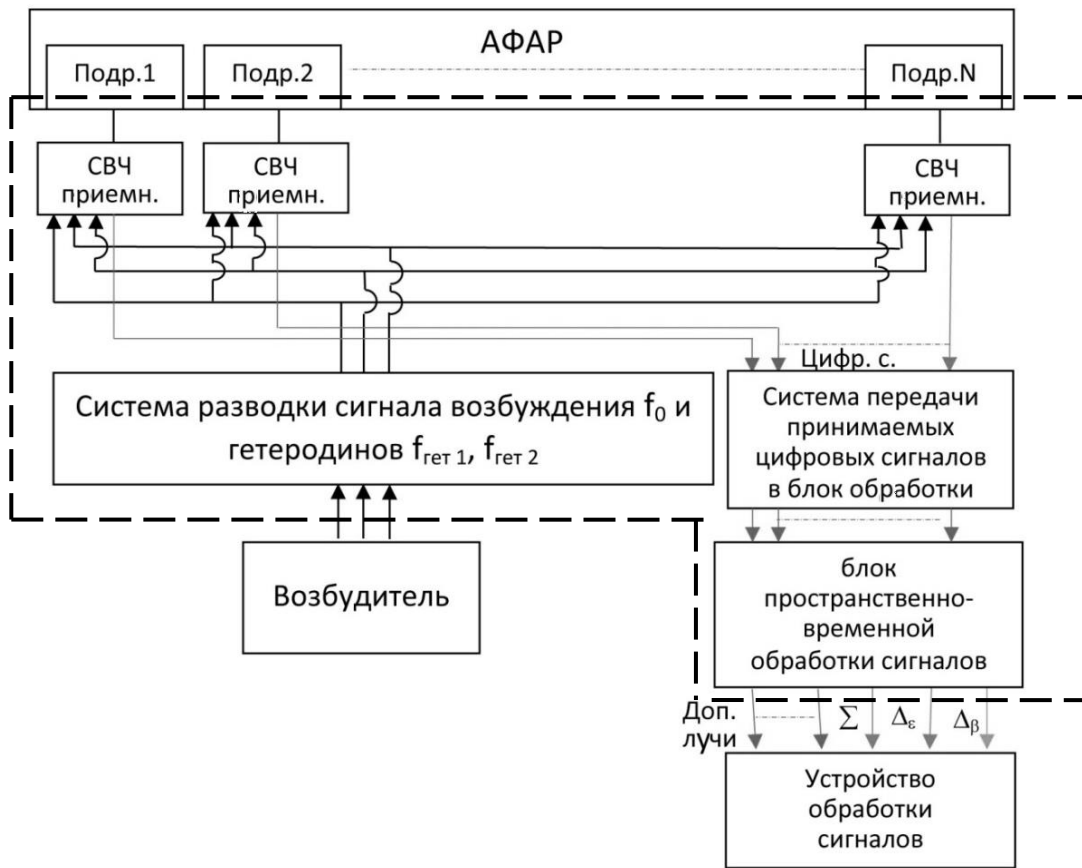 АФАР
Подр.1
Подр.2
Подр.N
СВЧ
приемн.
СВЧ
приемн.
СВЧ
приемн.
Цифр. с.
Система разводки сигнала возбуждения f₀ и
гетеродинов fгет 1, fгет 2
Система передачи
принимаемых
цифровых сигналов
в блок обработки
Возбудитель
блок
пространственно-
временной
обработки сигналов
Доп.
лучи
Σ
Δε
Δβ
Устройство
обработки
сигналов